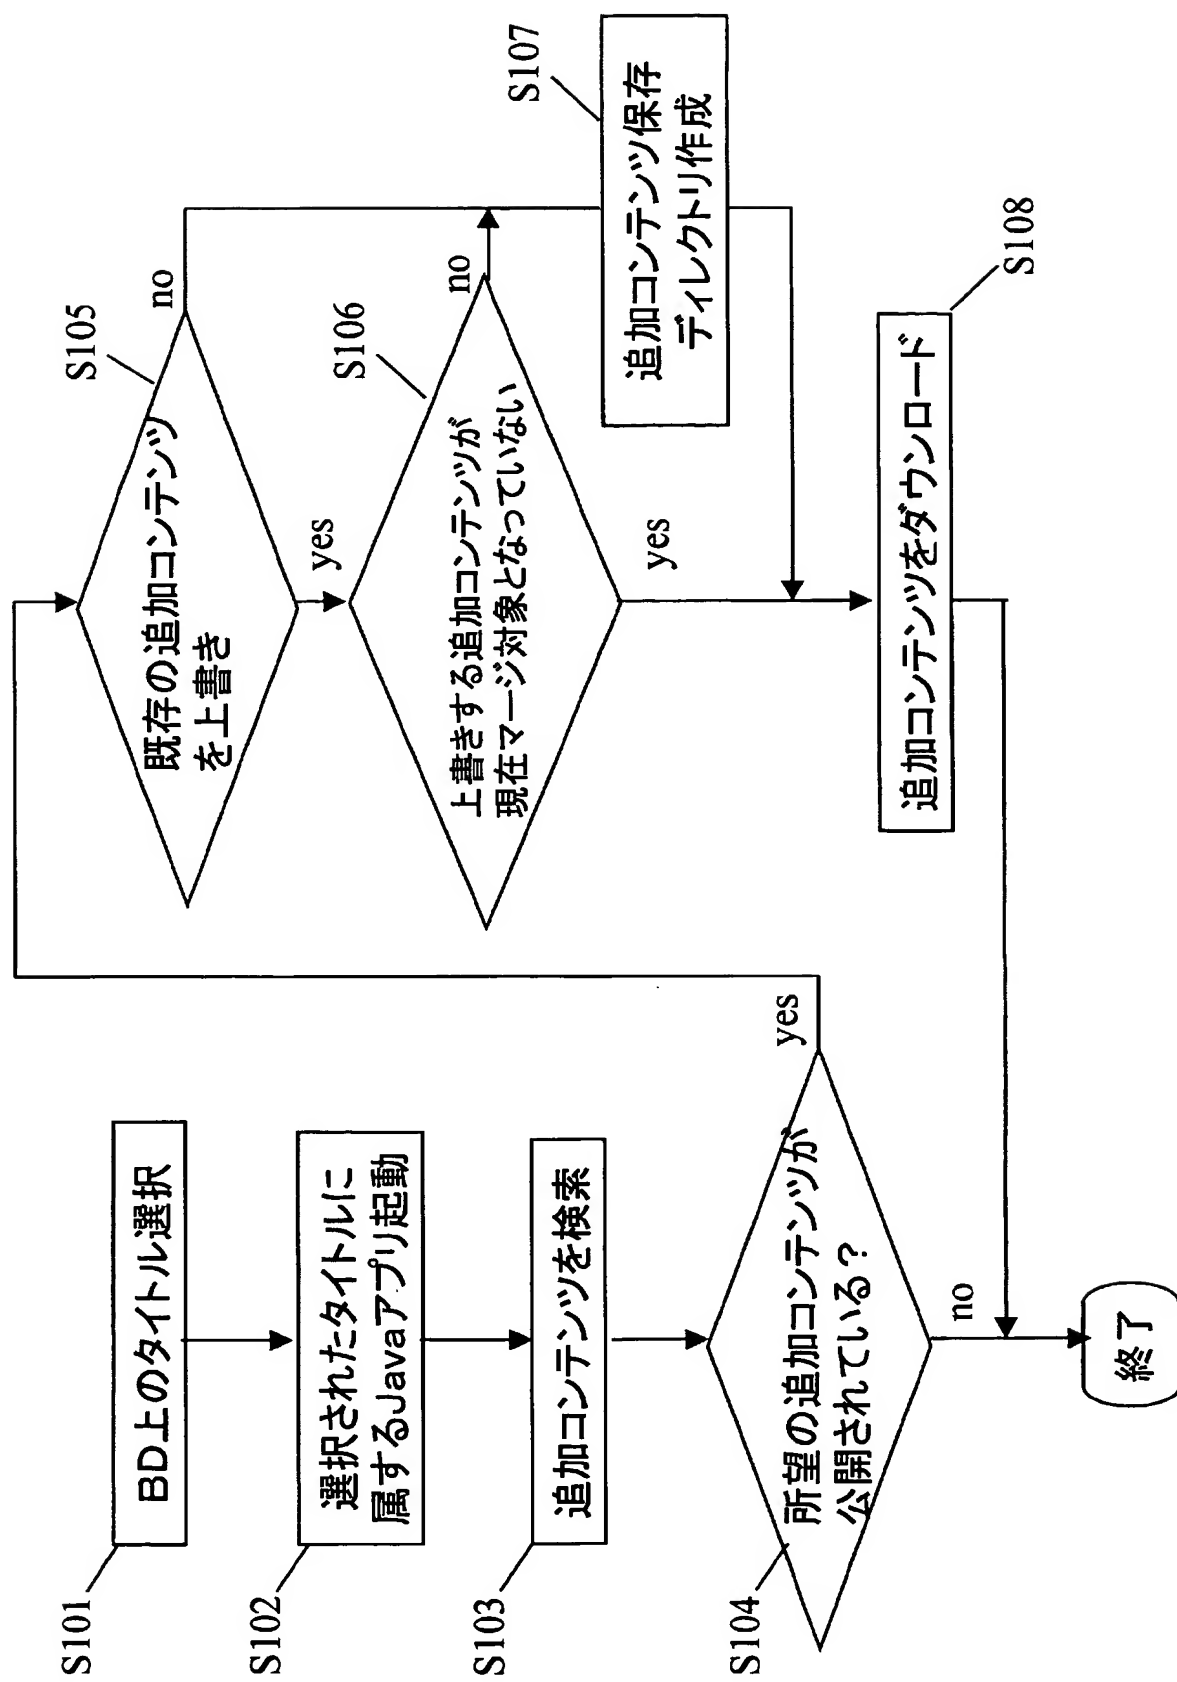 S101
BD上のタイトル選択
S102
選択されたタイトルに
属するJavaアプリ起動
S103
追加コンテンツを検索
S104
所望の追加コンテンツが
公開されている?
yes
no
終了
S105
既存の追加コンテンツ
を上書き
no
yes
S106
上書きする追加コンテンツが
現在マージ対象となっていない
no
yes
S107
追加コンテンツ保存
ディレクトリ作成
S108
追加コンテンツをダウンロード